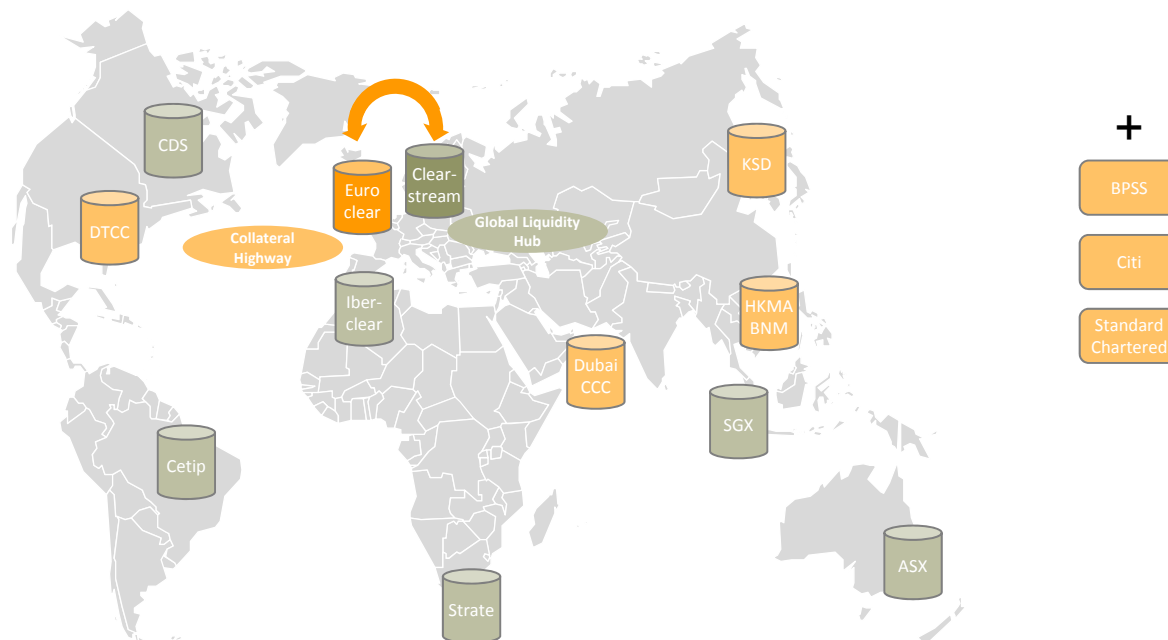 CDS
DTCC
Collateral
Highway
Euro
clear
Clear-
stream
Global Liquidity
Hub
Iber-
clear
KSD
HKMA
BNM
Dubai
CCC
SGX
Cetip
Strate
ASX
+
BPSS
Citi
Standard
Chartered